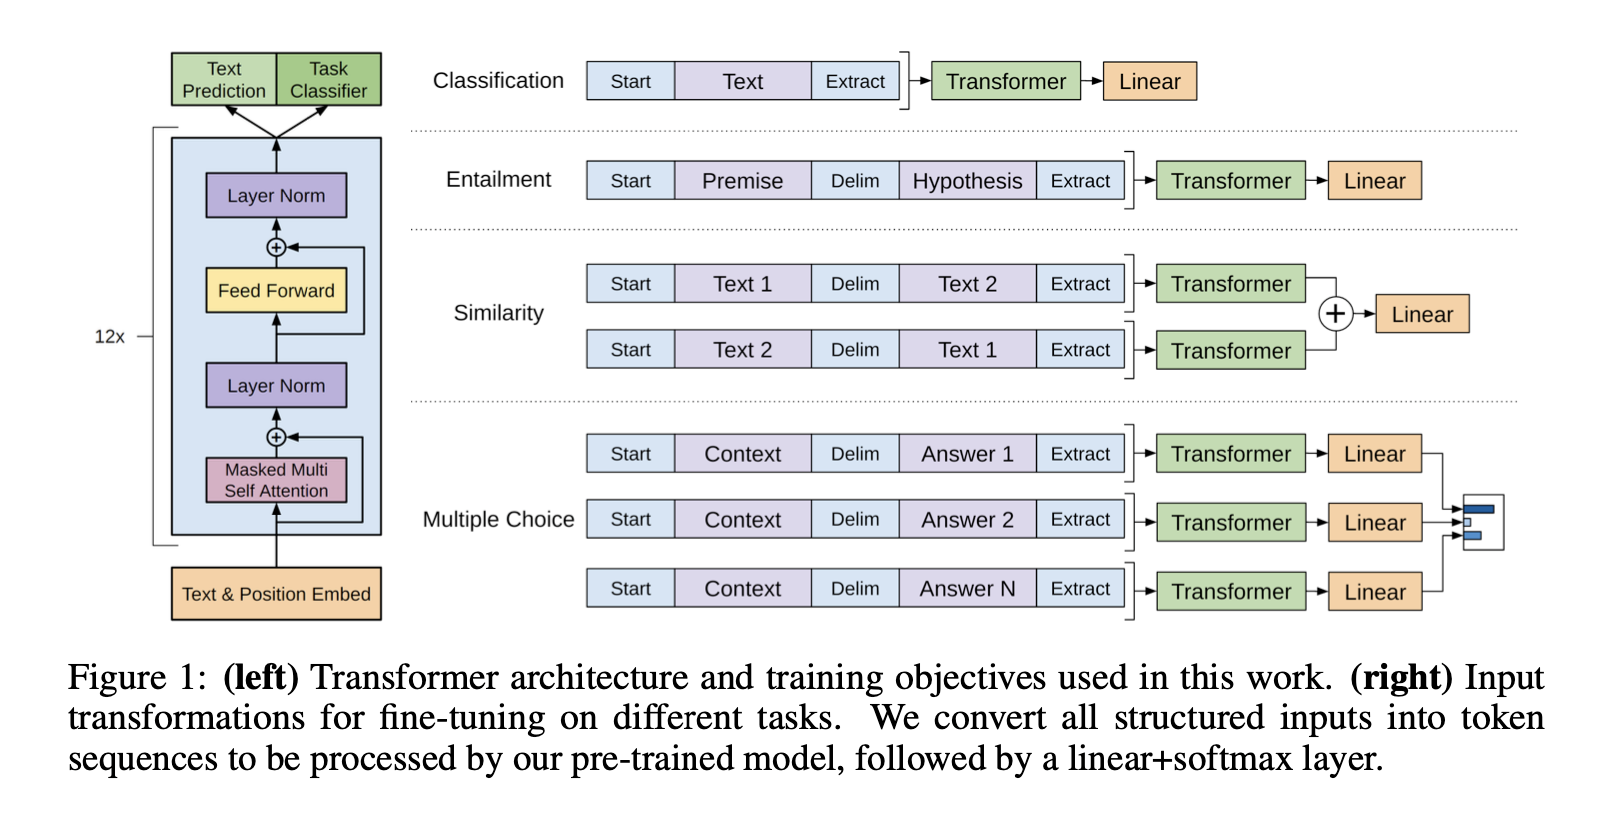 Text Prediction
Task Classifier
12x
Layer Norm
+
Feed Forward
Layer Norm
+
Masked Multi
Self Attention
Text & Position Embed
Classification
Start Text Extract Transformer Linear
Entailment
Start Premise Delim Hypothesis Extract Transformer Linear
Similarity
Start Text 1 Delim Text 2 Extract Transformer
Start Text 2 Delim Text 1 Extract Transformer
+ Linear
Multiple Choice
Start Context Delim Answer 1 Extract Transformer Linear
Start Context Delim Answer 2 Extract Transformer Linear
Start Context Delim Answer N Extract Transformer Linear
Figure 1: (left) Transformer architecture and training objectives used in this work. (right) Input
transformations for fine-tuning on different tasks. We convert all structured inputs into token
sequences to be processed by our pre-trained model, followed by a linear+softmax layer.